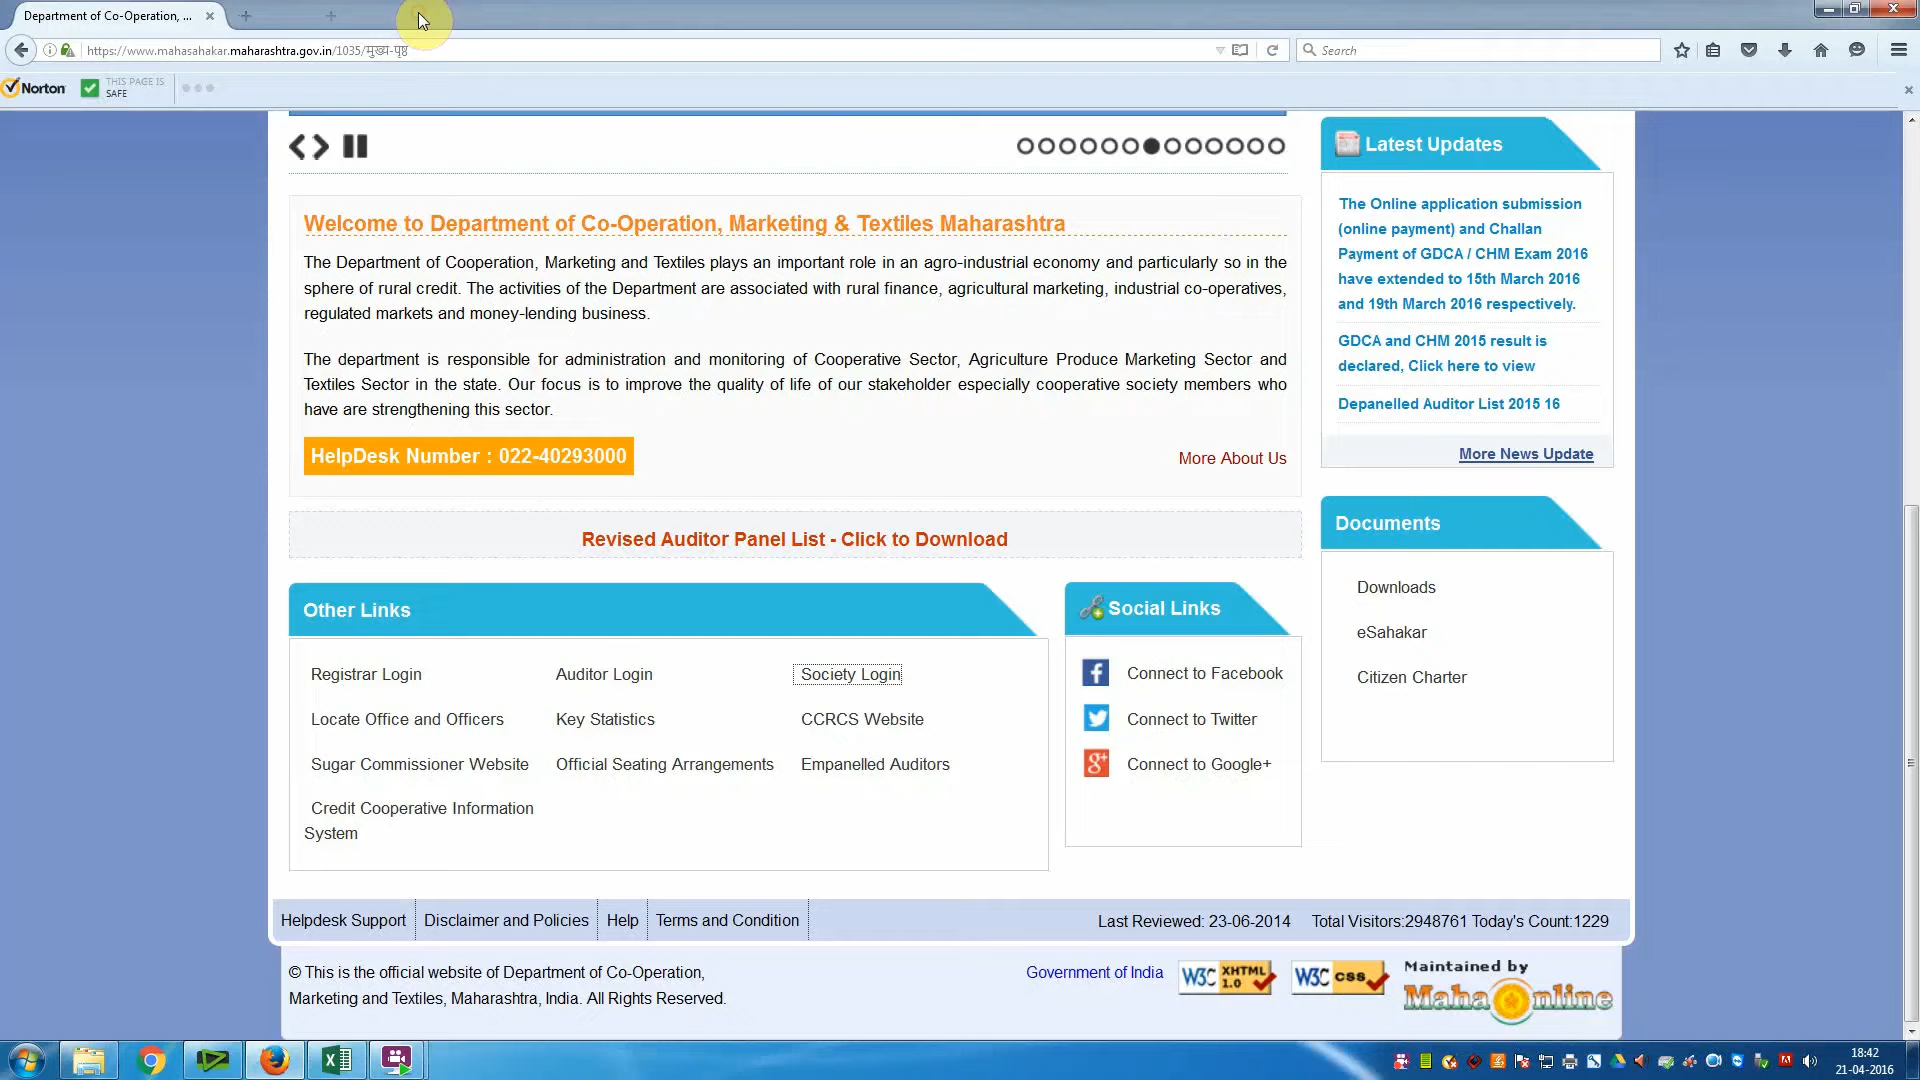 Department of Co-Operation, ...
https://www.mahasahakar.maharashtra.gov.in/1035/मुख्य-पृष्ठ
Search
Norton
THIS PAGE IS
SAFE
Latest Updates
The Online application submission
(online payment) and Challan
Payment of GDCA / CHM Exam 2016
have extended to 15th March 2016
and 19th March 2016 respectively.
GDCA and CHM 2015 result is
declared, Click here to view
Depanelled Auditor List 2015 16
More News Update
Welcome to Department of Co-Operation, Marketing & Textiles Maharashtra
The Department of Cooperation, Marketing and Textiles plays an important role in an agro-industrial economy and particularly so in the
sphere of rural credit. The activities of the Department are associated with rural finance, agricultural marketing, industrial co-operatives,
regulated markets and money-lending business.
The department is responsible for administration and monitoring of Cooperative Sector, Agriculture Produce Marketing Sector and
Textiles Sector in the state. Our focus is to improve the quality of life of our stakeholder especially cooperative society members who
have are strengthening this sector.
HelpDesk Number : 022-40293000
More About Us
Revised Auditor Panel List - Click to Download
Documents
Downloads
eSahakar
Citizen Charter
Other Links
Registrar Login
Auditor Login
Society Login
Locate Office and Officers
Key Statistics
CCRCS Website
Sugar Commissioner Website
Official Seating Arrangements
Empanelled Auditors
Credit Cooperative Information
System
Social Links
Connect to Facebook
Connect to Twitter
Connect to Google+
Helpdesk Support
Disclaimer and Policies
Help
Terms and Condition
Last Reviewed: 23-06-2014
Total Visitors:2948761 Today's Count:1229
© This is the official website of Department of Co-Operation,
Marketing and Textiles, Maharashtra, India. All Rights Reserved.
Government of India
W3C XHTML 1.0
W3C css
Maintained by
MahaOnline
18:42
21-04-2016